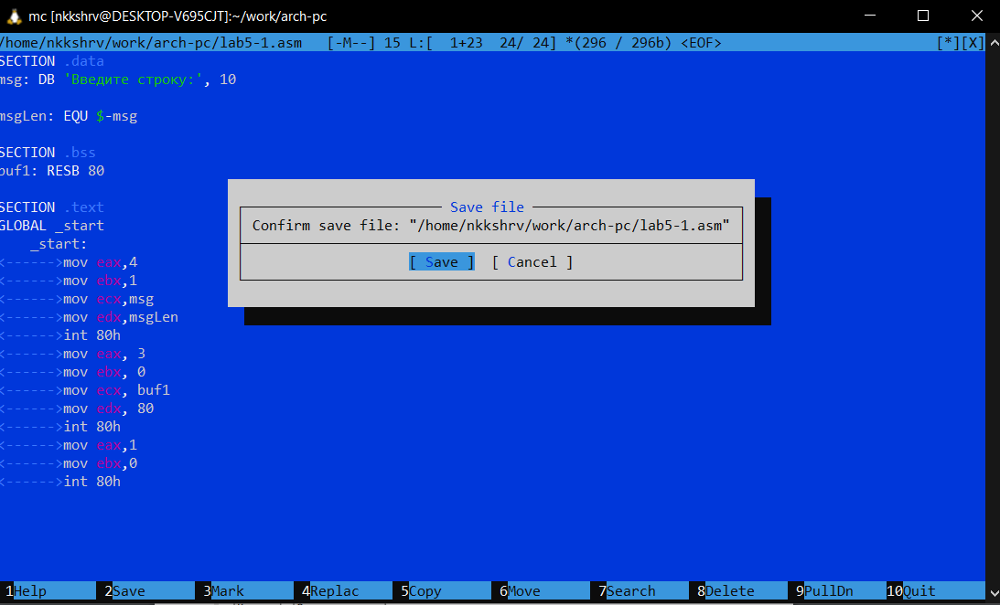 mc [nkkshrv@DESKTOP-V695CJT]:~/work/arch-pc
/home/nkkshrv/work/arch-pc/lab5-1.asm   [-M--] 15 L:[  1+23  24/ 24] *(296 / 296b) <EOF>   [*][X]
SECTION .data
msg: DB 'Введите строку:', 10
msgLen: EQU $-msg
SECTION .bss
buf1: RESB 80
SECTION .text
GLOBAL _start
    _start:
<------>mov eax,4
<------>mov ebx,1
<------>mov ecx,msg
<------>mov edx,msgLen
<------>int 80h
<------>mov eax, 3
<------>mov ebx, 0
<------>mov ecx, buf1
<------>mov edx, 80
<------>int 80h
<------>mov eax,1
<------>mov ebx,0
<------>int 80h
Save file
Confirm save file: "/home/nkkshrv/work/arch-pc/lab5-1.asm"
[ Save ]  [ Cancel ]
1Help 2Save 3Mark 4Replac 5Copy 6Move 7Search 8Delete 9PullDn 10Quit